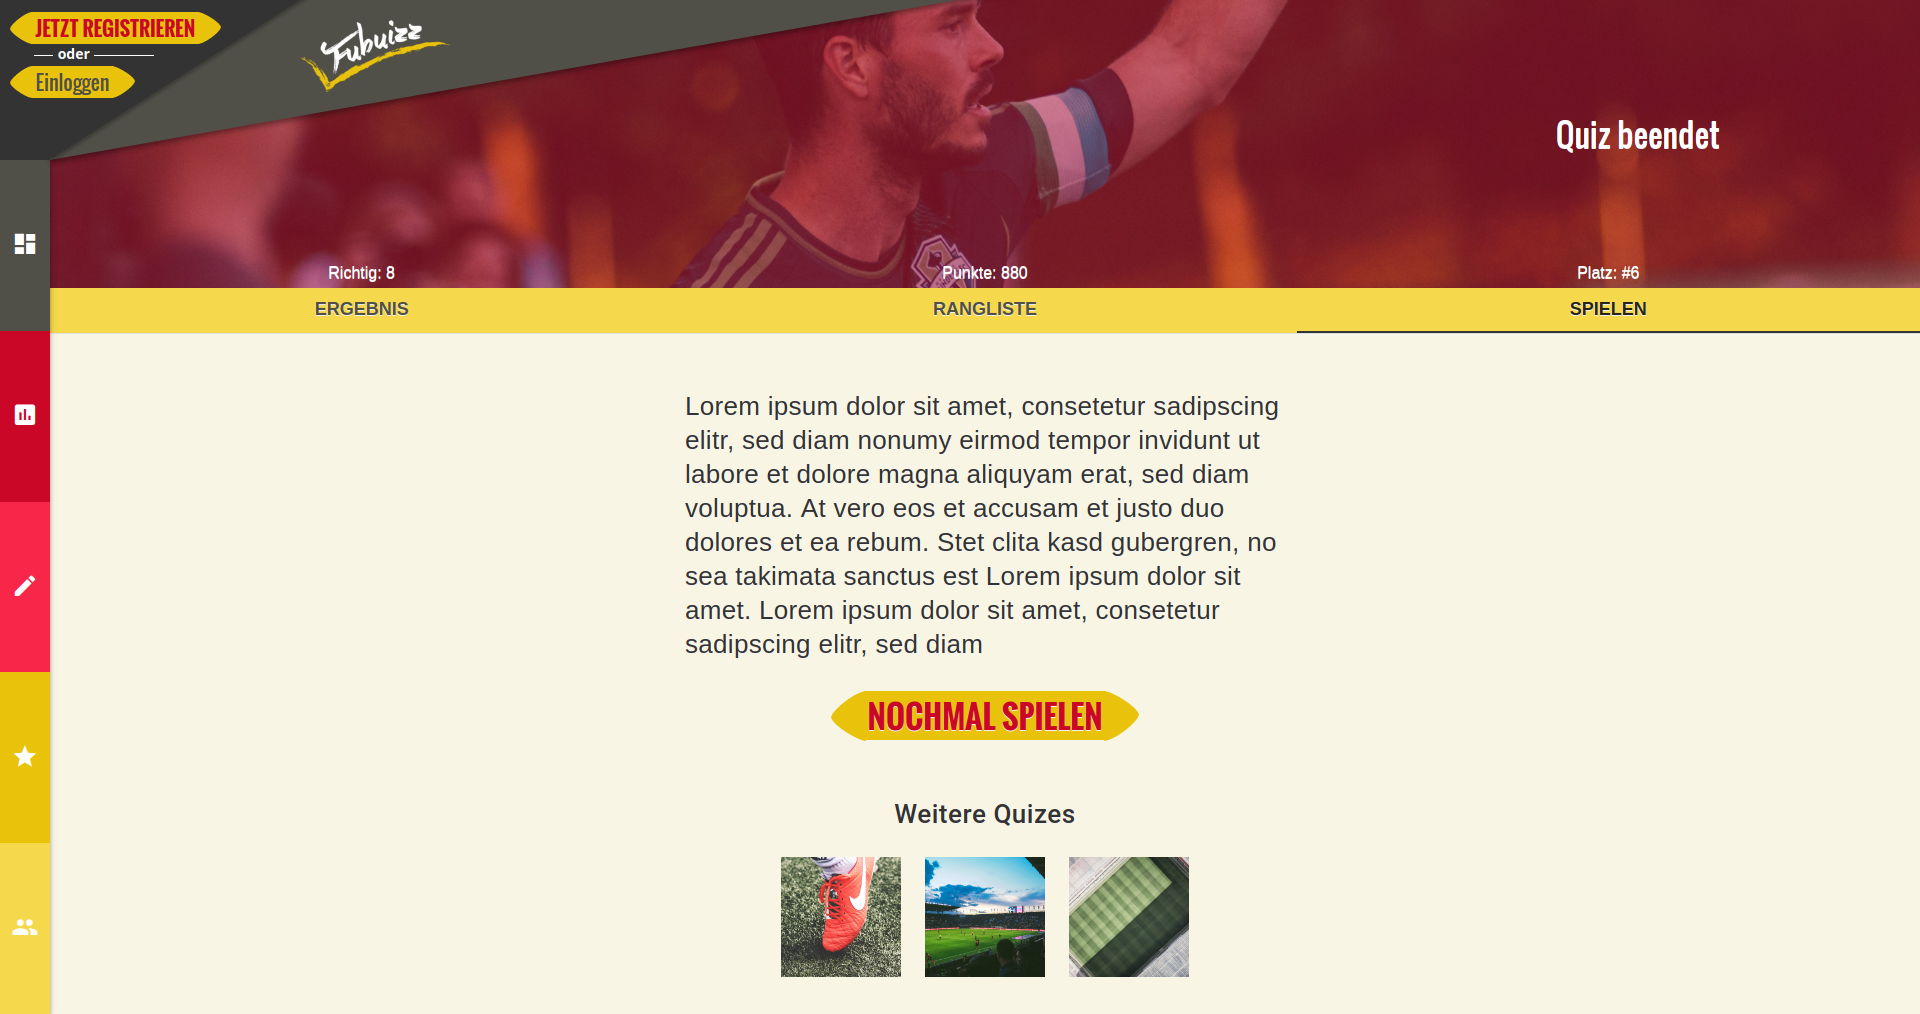 JETZT REGISTRIEREN
oder
Einloggen
Fubuizz
Quiz beendet
Richtig: 8
Punkte: 880
Platz: #6
ERGEBNIS
RANGLISTE
SPIELEN
Lorem ipsum dolor sit amet, consetetur sadipscing
elitr, sed diam nonumy eirmod tempor invidunt ut
labore et dolore magna aliquyam erat, sed diam
voluptua. At vero eos et accusam et justo duo
dolores et ea rebum. Stet clita kasd gubergren, no
sea takimata sanctus est Lorem ipsum dolor sit
amet. Lorem ipsum dolor sit amet, consetetur
sadipscing elitr, sed diam
NOCHMAL SPIELEN
Weitere Quizes